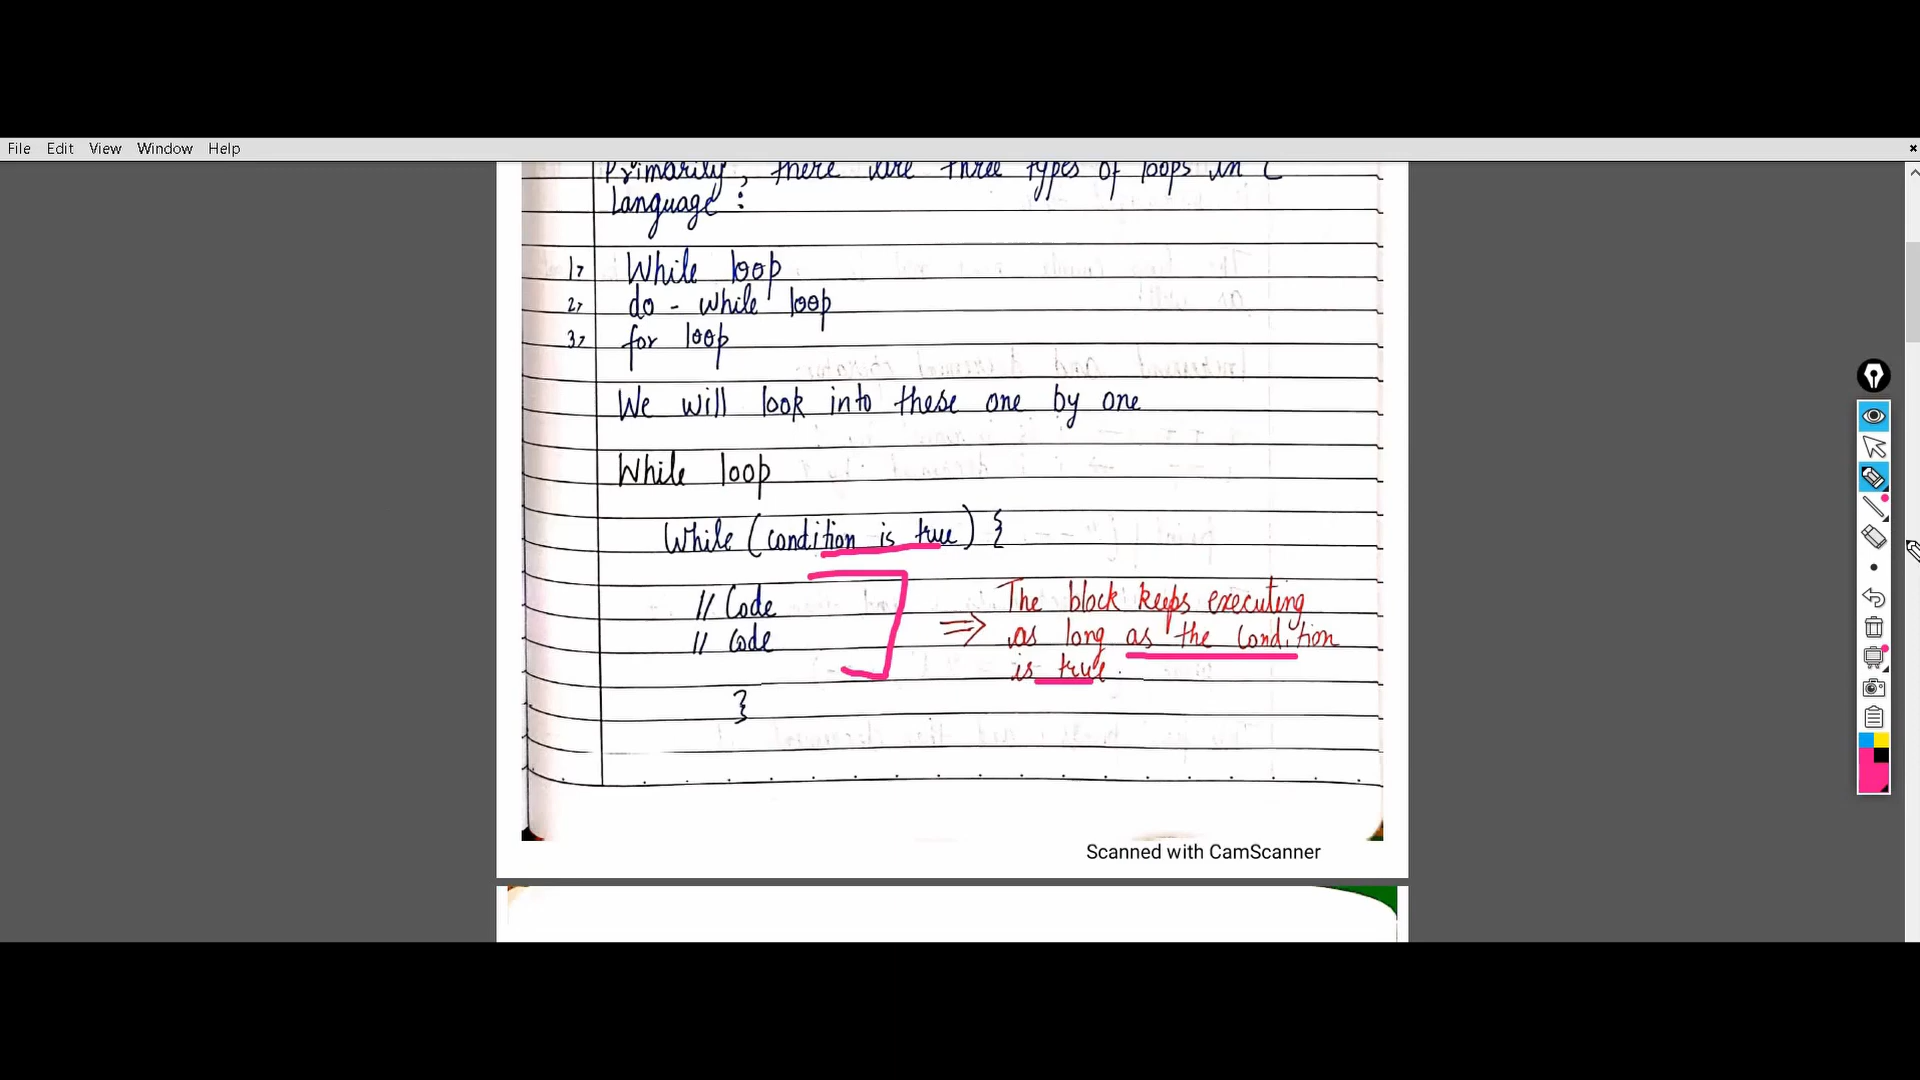 File Edit View Window Help
Primarily, there are three types of loops in C
language :
1> While loop
2> do - while loop
3> for loop
We will look into these one by one
While loop
While (condition is true) {
// Code
// Code
⇒ The block keeps executing
as long as the condition
is true.
}
Scanned with CamScanner